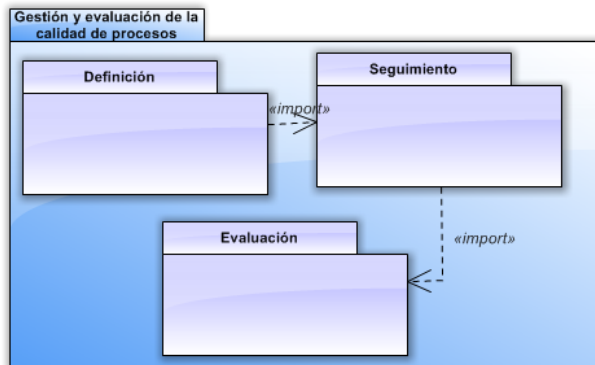 Gestión y evaluación de la
calidad de procesos
Definición
Seguimiento
«import»
Evaluación
«import»